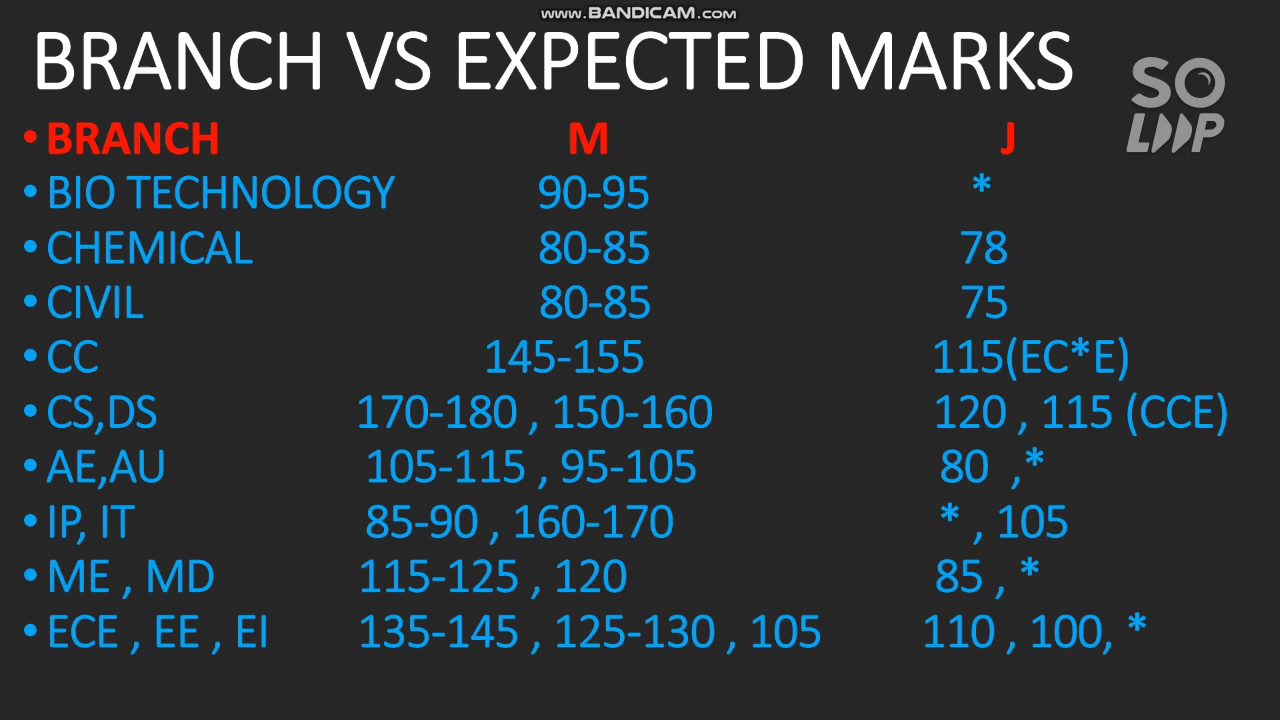 www.BANDICAM.com
BRANCH VS EXPECTED MARKS
SO
LOOP
• BRANCH M J
• BIO TECHNOLOGY 90-95 *
• CHEMICAL 80-85 78
• CIVIL 80-85 75
• CC 145-155 115(EC*E)
• CS,DS 170-180 , 150-160 120 , 115 (CCE)
• AE,AU 105-115 , 95-105 80 ,*
• IP, IT 85-90 , 160-170 * , 105
• ME , MD 115-125 , 120 85 , *
• ECE , EE , EI 135-145 , 125-130 , 105 110 , 100, *